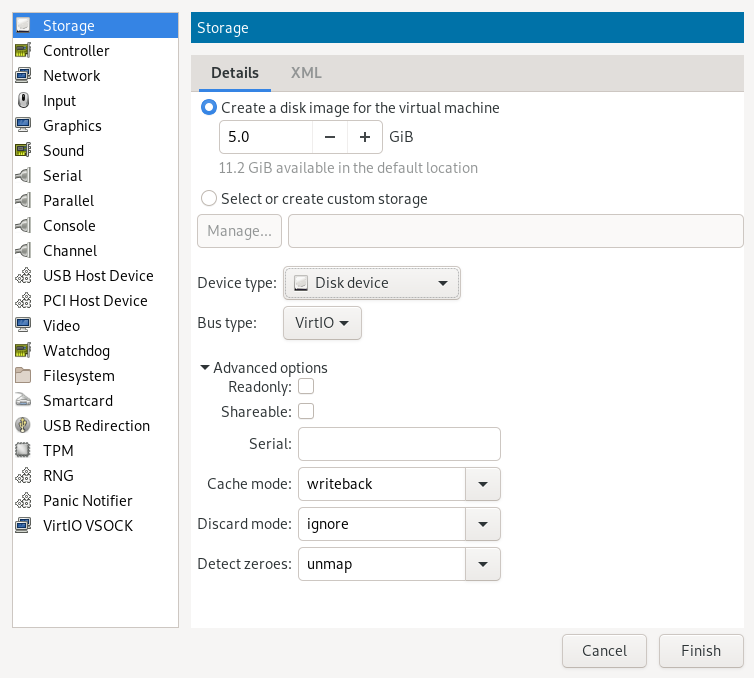 Storage
Controller
Network
Input
Graphics
Sound
Serial
Parallel
Console
Channel
USB Host Device
PCI Host Device
Video
Watchdog
Filesystem
Smartcard
USB Redirection
TPM
RNG
Panic Notifier
VirtIO VSOCK
Storage
Details XML
Create a disk image for the virtual machine
5.0 − + GiB
11.2 GiB available in the default location
Select or create custom storage
Manage...
Device type: Disk device
Bus type: VirtIO
Advanced options
Readonly:
Shareable:
Serial:
Cache mode: writeback
Discard mode: ignore
Detect zeroes: unmap
Cancel Finish